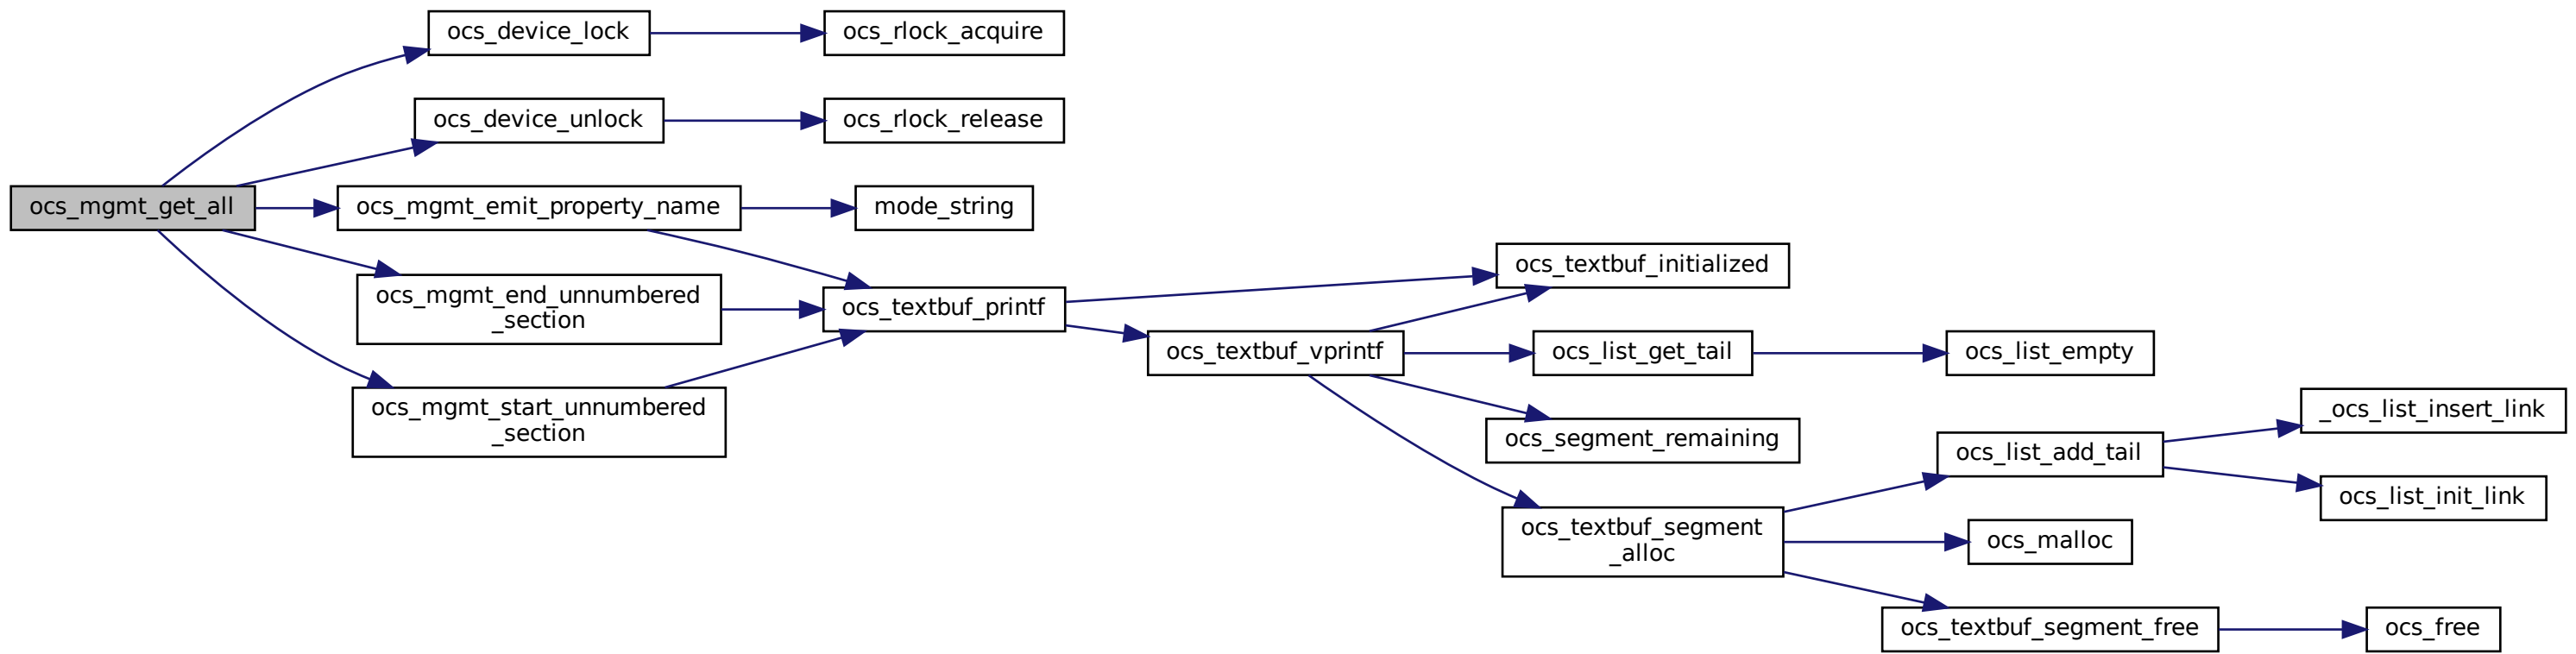 ocs_device_lock
ocs_rlock_acquire
ocs_device_unlock
ocs_rlock_release
ocs_mgmt_get_all
ocs_mgmt_emit_property_name
mode_string
ocs_textbuf_initialized
ocs_mgmt_end_unnumbered
_section
ocs_textbuf_printf
ocs_textbuf_vprintf
ocs_list_get_tail
ocs_list_empty
ocs_mgmt_start_unnumbered
_section
_ocs_list_insert_link
ocs_segment_remaining
ocs_list_add_tail
ocs_list_init_link
ocs_textbuf_segment
_alloc
ocs_malloc
ocs_textbuf_segment_free
ocs_free